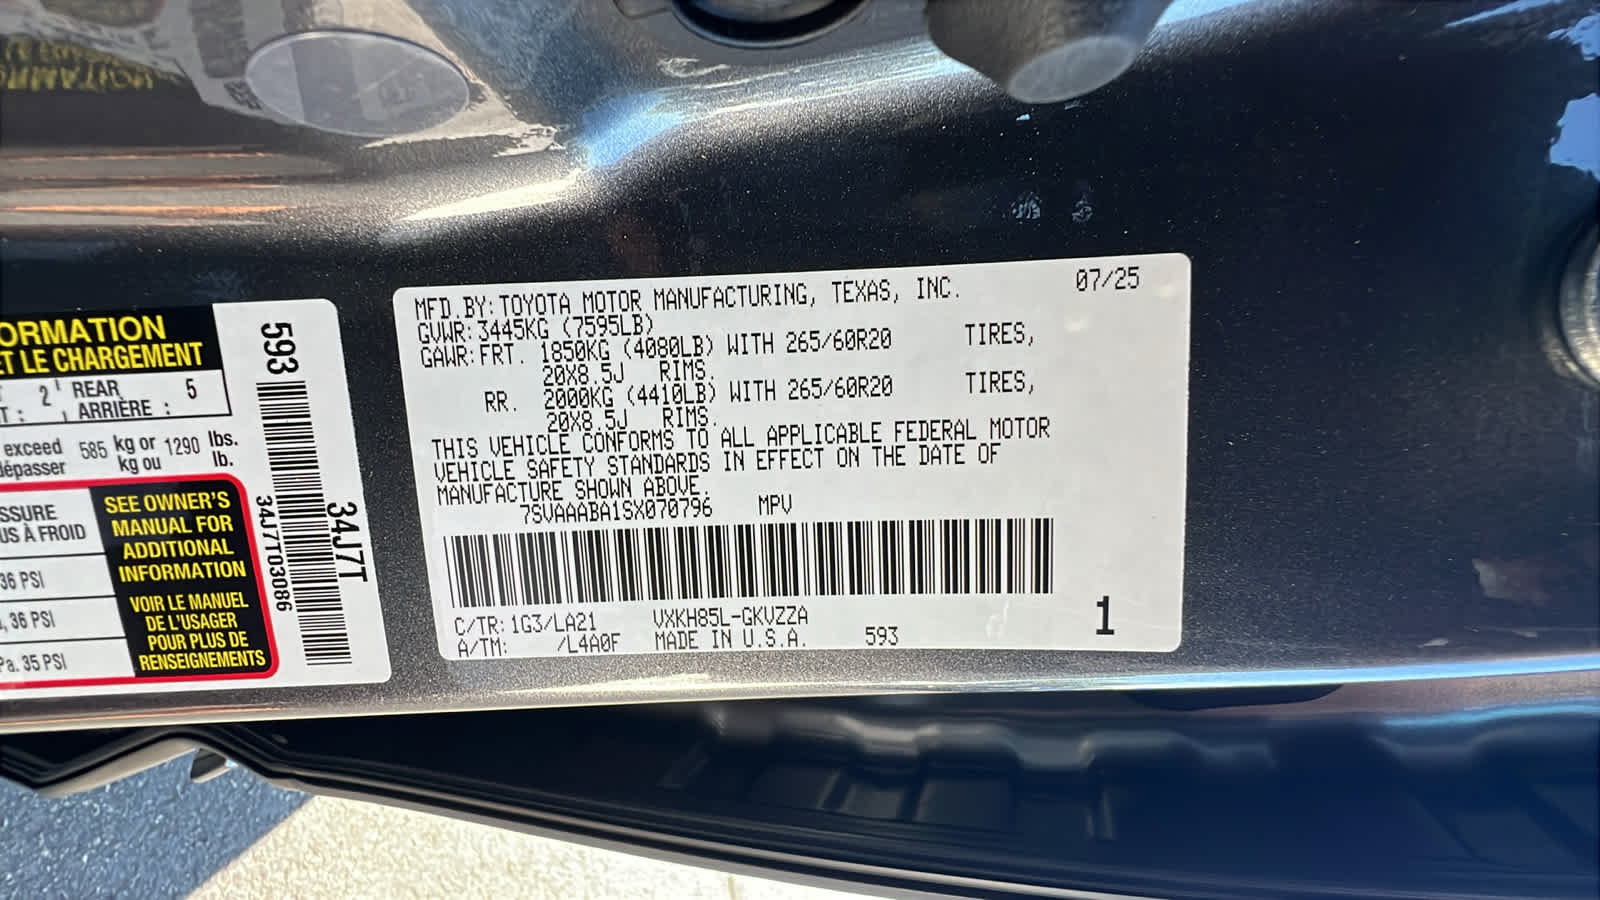 ORMATION
ET LE CHARGEMENT
2 REAR 5
ARRIÈRE :
exceed 585 kg or 1290 lbs.
dépasser kg ou lb.
SSURE
US À FROID
36 PSI
, 36 PSI
Pa. 35 PSI
SEE OWNER'S
MANUAL FOR
ADDITIONAL
INFORMATION
VOIR LE MANUEL
DE L'USAGER
POUR PLUS DE
RENSEIGNEMENTS
593
34J7T03086
34J7T
MFD.BY:TOYOTA MOTOR MANUFACTURING, TEXAS, INC. 07/25
GVWR:3445KG (7595LB)
GAWR:FRT. 1850KG (4080LB) WITH 265/60R20 TIRES,
20X8.5J RIMS.
RR. 2000KG (4410LB) WITH 265/60R20 TIRES,
20X8.5J RIMS.
THIS VEHICLE CONFORMS TO ALL APPLICABLE FEDERAL MOTOR
VEHICLE SAFETY STANDARDS IN EFFECT ON THE DATE OF
MANUFACTURE SHOWN ABOVE.
7SVAAABA1SX070796 MPV
C/TR:1G3/LA21 VXKH85L-GKVZZA
A/TM: /L4A0F MADE IN U.S.A. 593
1